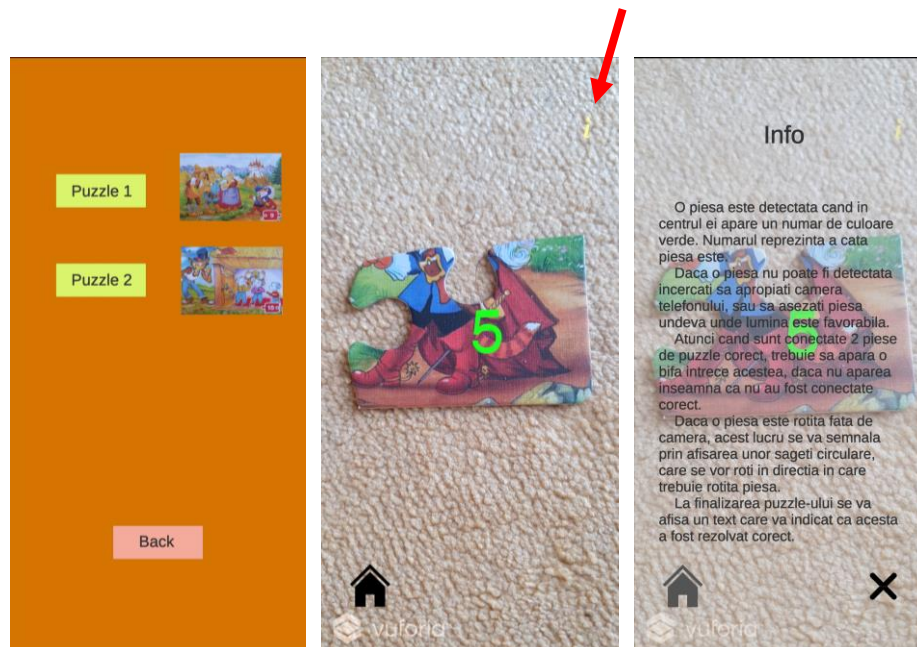 Puzzle 1
Puzzle 2
Back
i
5
vuforia
Info
i
O piesa este detectata cand in
centrul ei apare un numar de culoare
verde. Numarul reprezinta a cata
piesa este.
Daca o piesa nu poate fi detectata
incercati sa apropiati camera
telefonului, sau sa asezati piesa
undeva unde lumina este favorabila.
Atunci cand sunt conectate 2 piese
de puzzle corect, trebuie sa apara o
bifa intrece acestea, daca nu aparea
inseamna ca nu au fost conectate
corect.
Daca o piesa este rotita fata de
camera, acest lucru se va semnala
prin afisarea unor sageti circulare,
care se vor roti in directia in care
trebuie rotita piesa.
La finalizarea puzzle-ului se va
afisa un text care va indicat ca acesta
a fost rezolvat corect.
5
vuforia